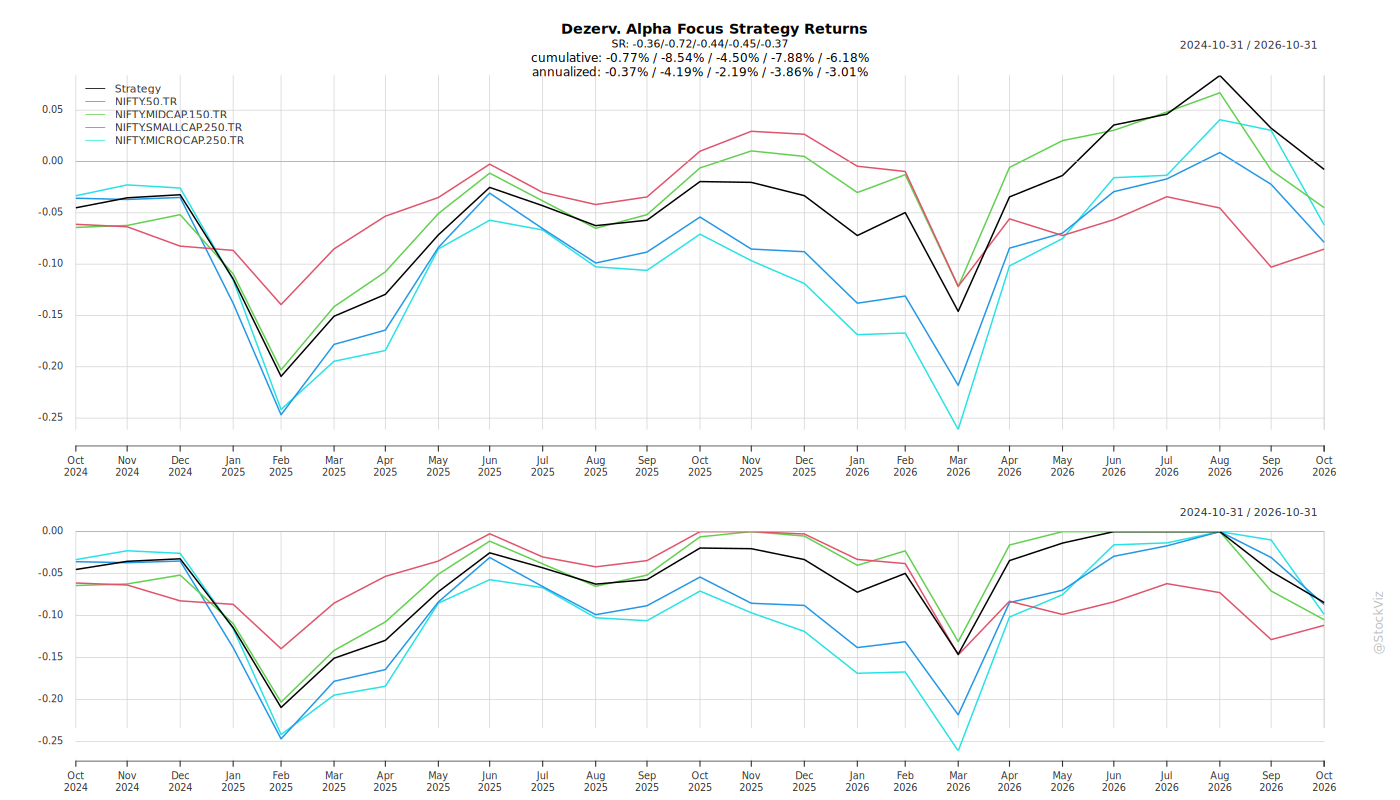 Dezerv. Alpha Focus Strategy Returns
SR: -0.36/-0.72/-0.44/-0.45/-0.37
cumulative: -0.77% / -8.54% / -4.50% / -7.88% / -6.18%
annualized: -0.37% / -4.19% / -2.19% / -3.86% / -3.01%
2024-10-31 / 2026-10-31
Strategy
NIFTY.50.TR
NIFTY.MIDCAP.150.TR
NIFTY.SMALLCAP.250.TR
NIFTY.MICROCAP.250.TR
0.05
0.00
-0.05
-0.10
-0.15
-0.20
-0.25
Oct Nov Dec Jan Feb Mar Apr May Jun Jul Aug Sep Oct Nov Dec Jan Feb Mar Apr May Jun Jul Aug Sep Oct
2024 2024 2024 2025 2025 2025 2025 2025 2025 2025 2025 2025 2025 2025 2025 2026 2026 2026 2026 2026 2026 2026 2026 2026 2026
2024-10-31 / 2026-10-31
0.00
-0.05
-0.10
-0.15
-0.20
-0.25
Oct Nov Dec Jan Feb Mar Apr May Jun Jul Aug Sep Oct Nov Dec Jan Feb Mar Apr May Jun Jul Aug Sep Oct
2024 2024 2024 2025 2025 2025 2025 2025 2025 2025 2025 2025 2025 2025 2025 2026 2026 2026 2026 2026 2026 2026 2026 2026 2026
@StockViz